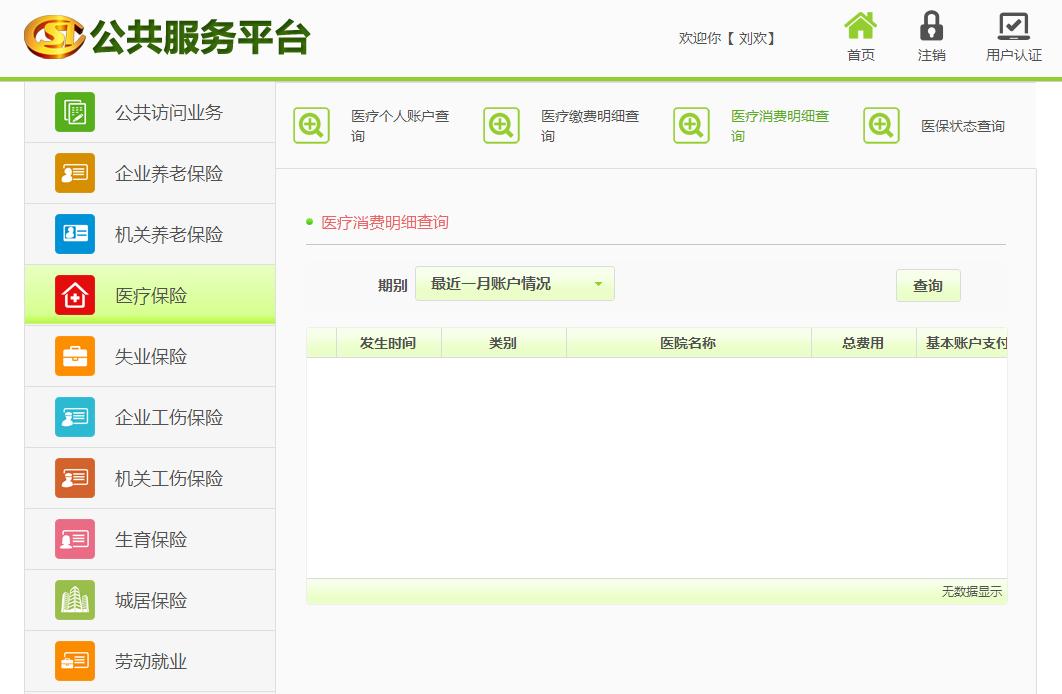 公共服务平台
欢迎你【 刘欢】
首页
注销
用户认证
公共访问业务
企业养老保险
机关养老保险
医疗保险
失业保险
企业工伤保险
机关工伤保险
生育保险
城居保险
劳动就业
医疗个人账户查
询
医疗缴费明细查
询
医疗消费明细查
询
医保状态查询
医疗消费明细查询
期别 最近一月账户情况 查询
发生时间 类别 医院名称 总费用 基本账户支付
无数据显示